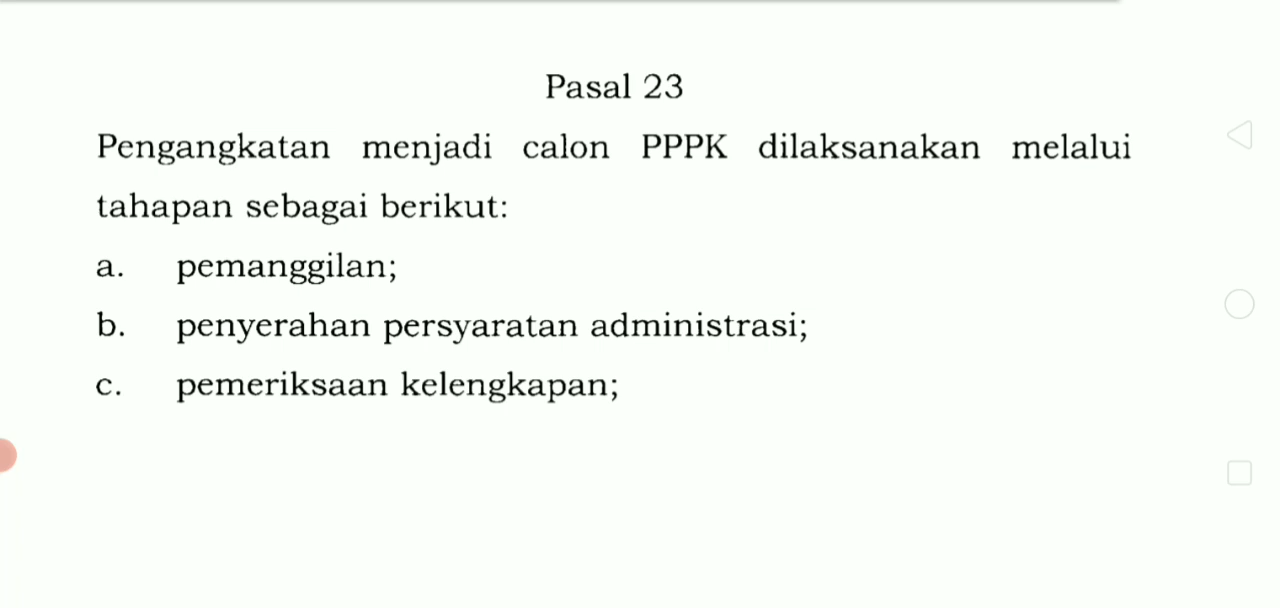 Pasal 23
Pengangkatan menjadi calon PPPK dilaksanakan melalui
tahapan sebagai berikut:
a. pemanggilan;
b. penyerahan persyaratan administrasi;
c. pemeriksaan kelengkapan;